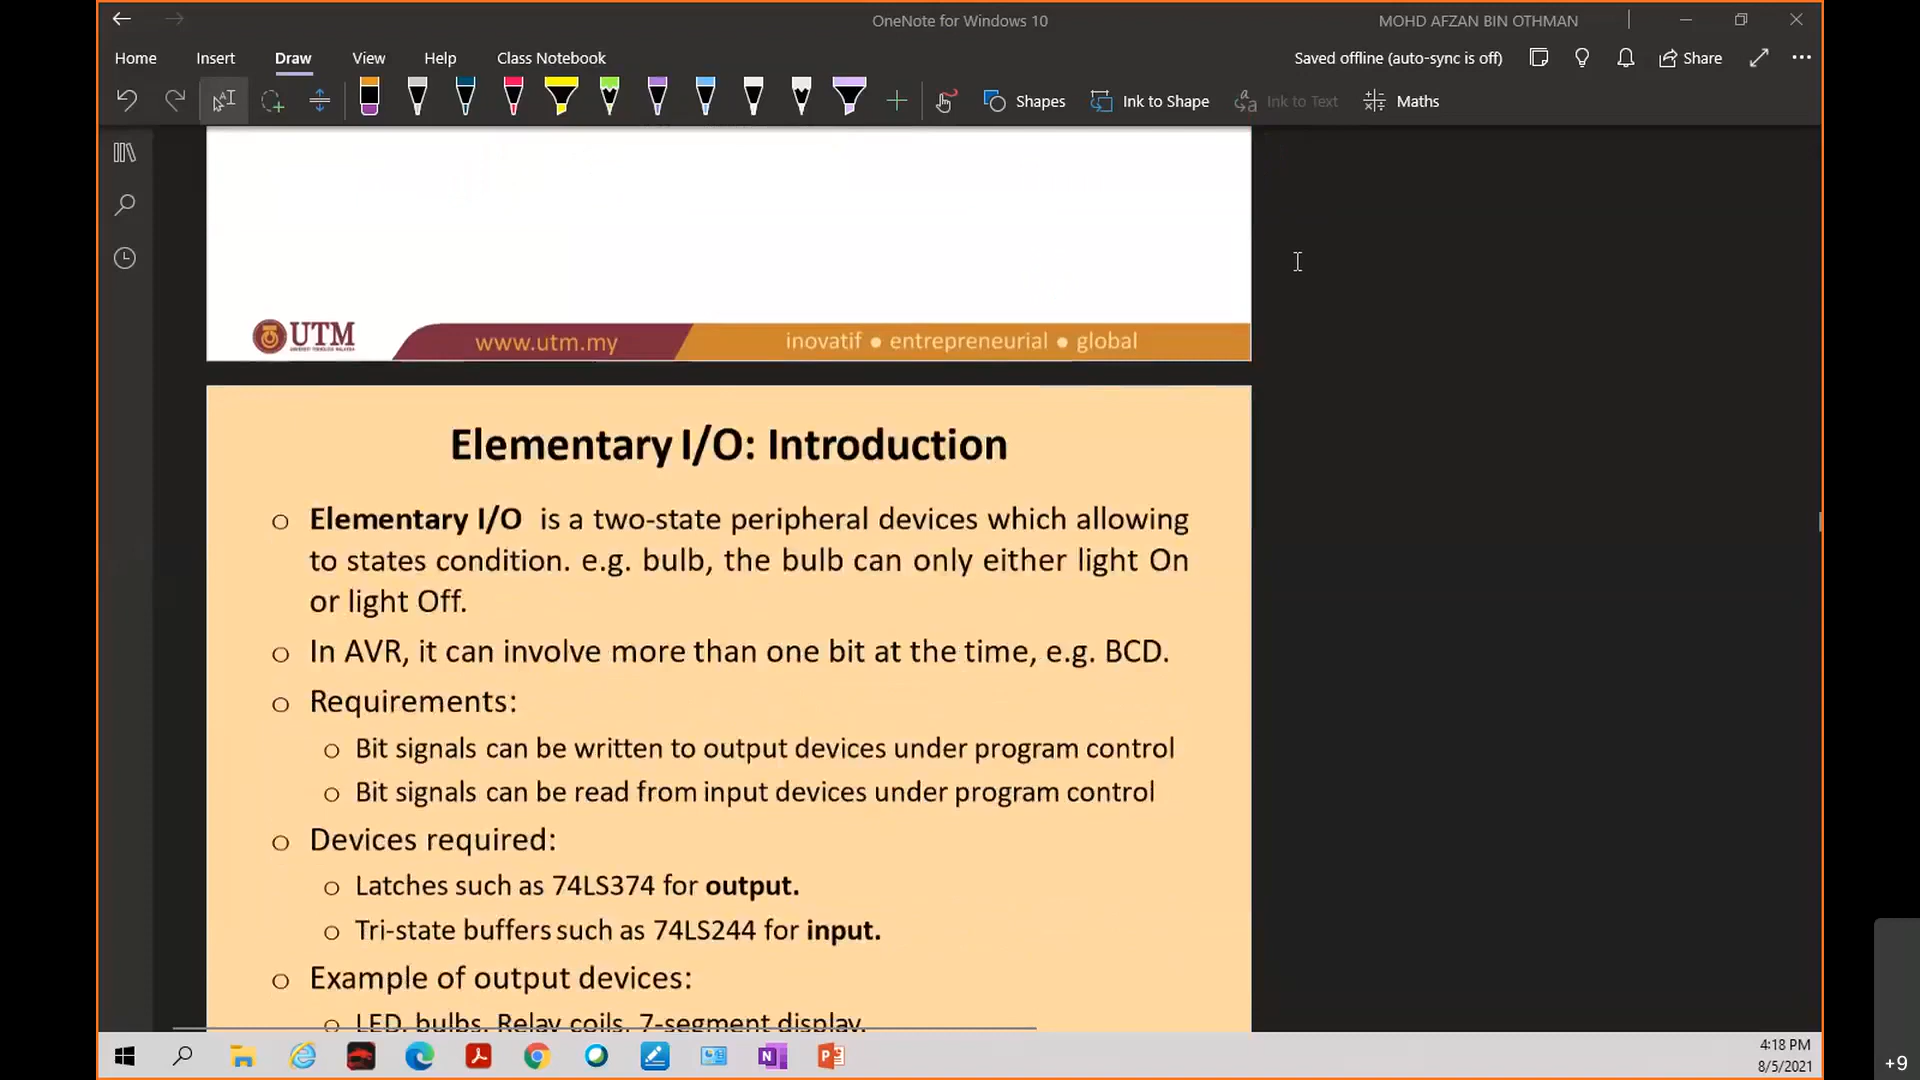 OneNote for Windows 10
MOHD AFZAN BIN OTHMAN
Home Insert Draw View Help Class Notebook
Saved offline (auto-sync is off)
Share
Shapes Ink to Shape Ink to Text Maths
UTM
www.utm.my
inovatif ● entrepreneurial ● global
Elementary I/O: Introduction
o Elementary I/O is a two-state peripheral devices which allowing
to states condition. e.g. bulb, the bulb can only either light On
or light Off.
o In AVR, it can involve more than one bit at the time, e.g. BCD.
o Requirements:
o Bit signals can be written to output devices under program control
o Bit signals can be read from input devices under program control
o Devices required:
o Latches such as 74LS374 for output.
o Tri-state buffers such as 74LS244 for input.
o Example of output devices:
o LED, bulbs, Relay coils, 7-segment display.
4:18 PM
8/5/2021
+9